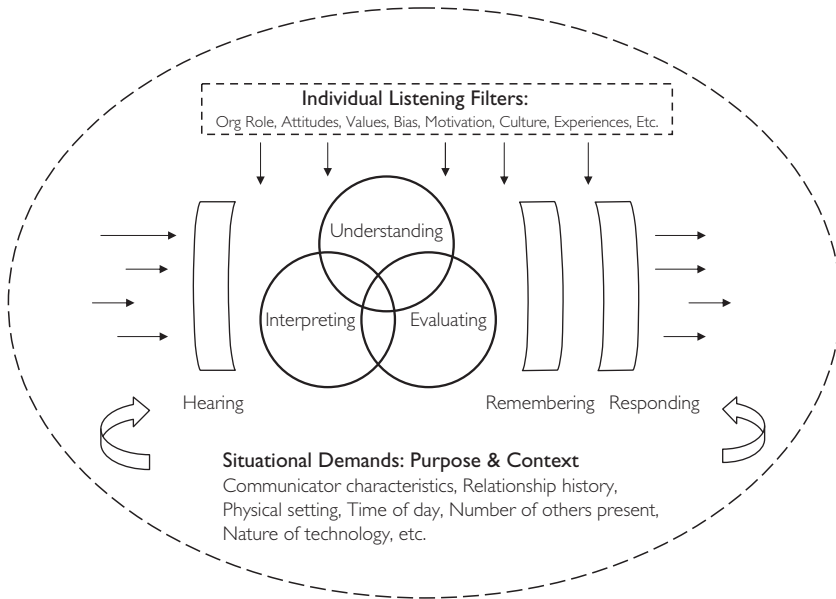 Individual Listening Filters:
Org Role, Attitudes, Values, Bias, Motivation, Culture, Experiences, Etc.
Understanding
Interpreting
Evaluating
Hearing
Remembering
Responding
Situational Demands: Purpose & Context
Communicator characteristics, Relationship history,
Physical setting, Time of day, Number of others present,
Nature of technology, etc.